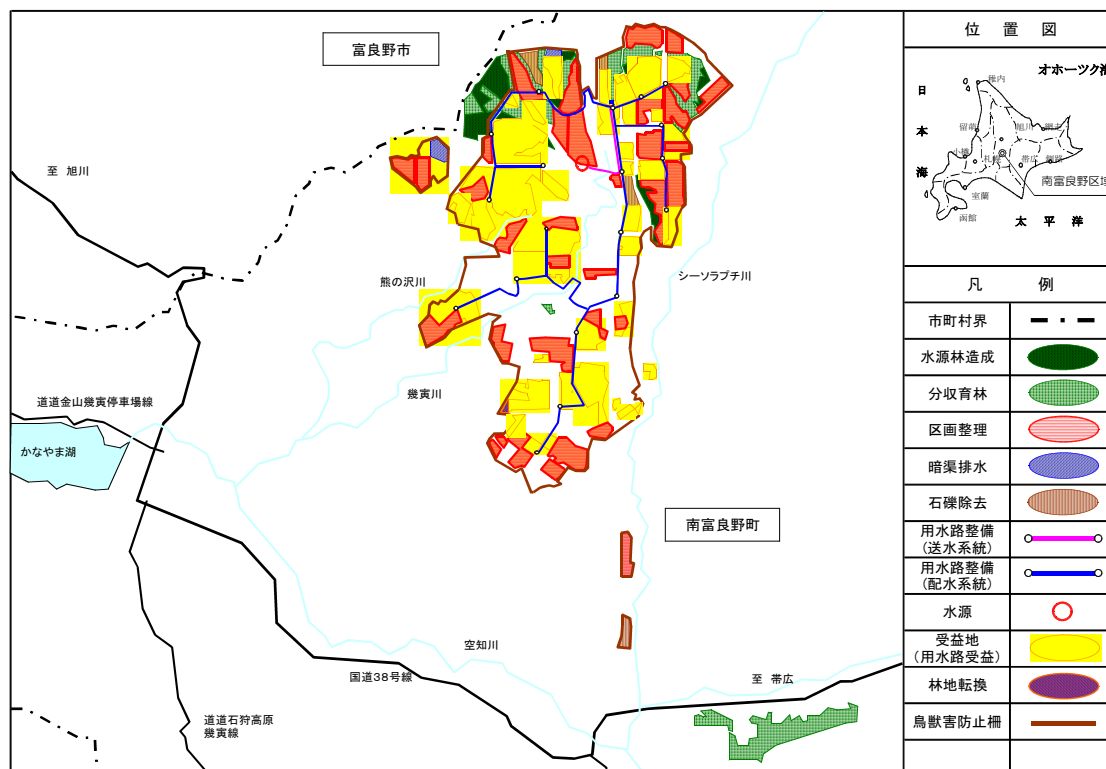 富良野市
至 旭川
熊の沢川
シーソラプチ川
幾寅川
道道金山幾寅停車場線
かなやま湖
南富良野町
空知川
国道38号線
至 帯広
道道石狩高原
幾寅線
位 置 図
オホーツク海
稚内
日
本
海
留萌
旭川
網走
小樽
札幌
帯広
釧路
南富良野区域
室蘭
函館
太 平 洋
凡 例
市町村界
水源林造成
分収育林
区画整理
暗渠排水
石礫除去
用水路整備
(送水系統)
用水路整備
(配水系統)
水源
受益地
(用水路受益)
林地転換
鳥獣害防止柵